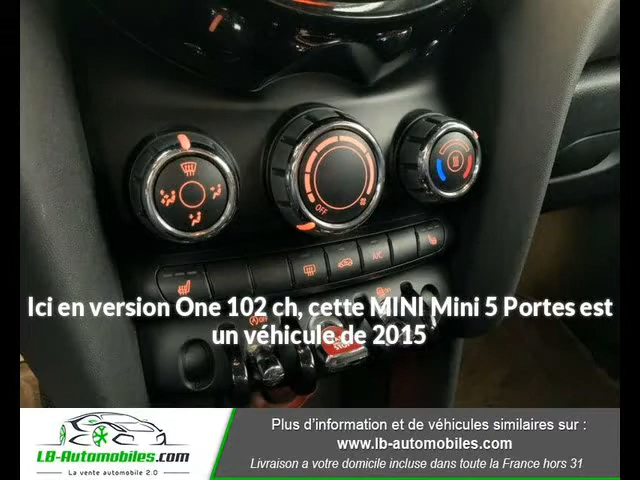 OFF
A/C
Ici en version One 102 ch, cette MINI Mini 5 Portes est
un véhicule de 2015
LB-Automobiles.com
La vente automobile 2.0
Plus d'information et de véhicules similaires sur :
www.lb-automobiles.com
Livraison a votre domicile incluse dans toute la France hors 31